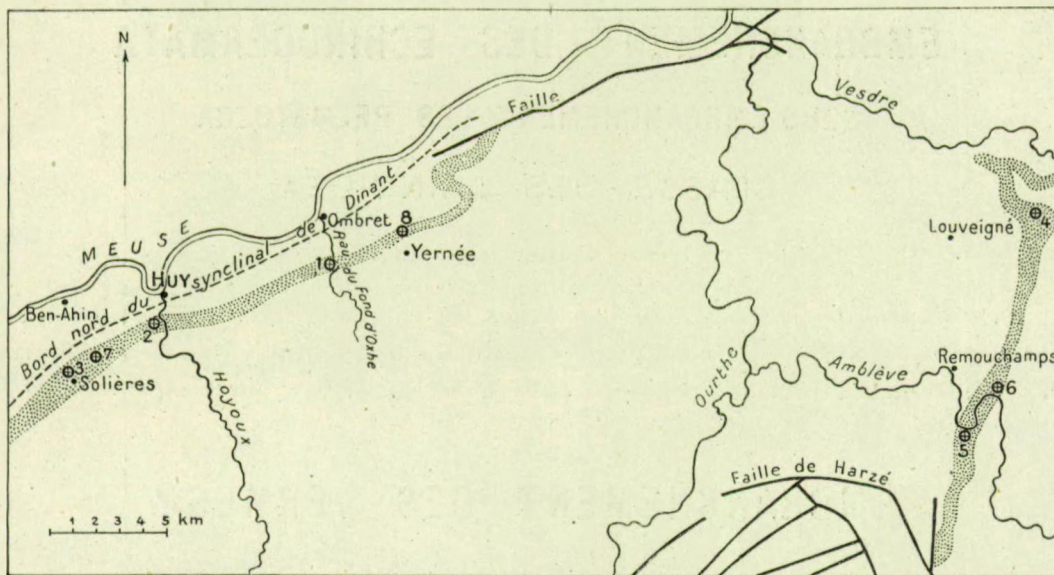 N
Vesdre
Faille
MEUSE
Bord nord du synclinal de Dinant
Ombret
8
Yernée
1
Rau du Fond d'Oxhe
HUY
Ben-Ahin
2
7
3
Solières
Hoyoux
Louveigné
4
Ourthe
Amblève
Remouchamps
6
5
Faille de Harzé
1 2 3 4 5 km